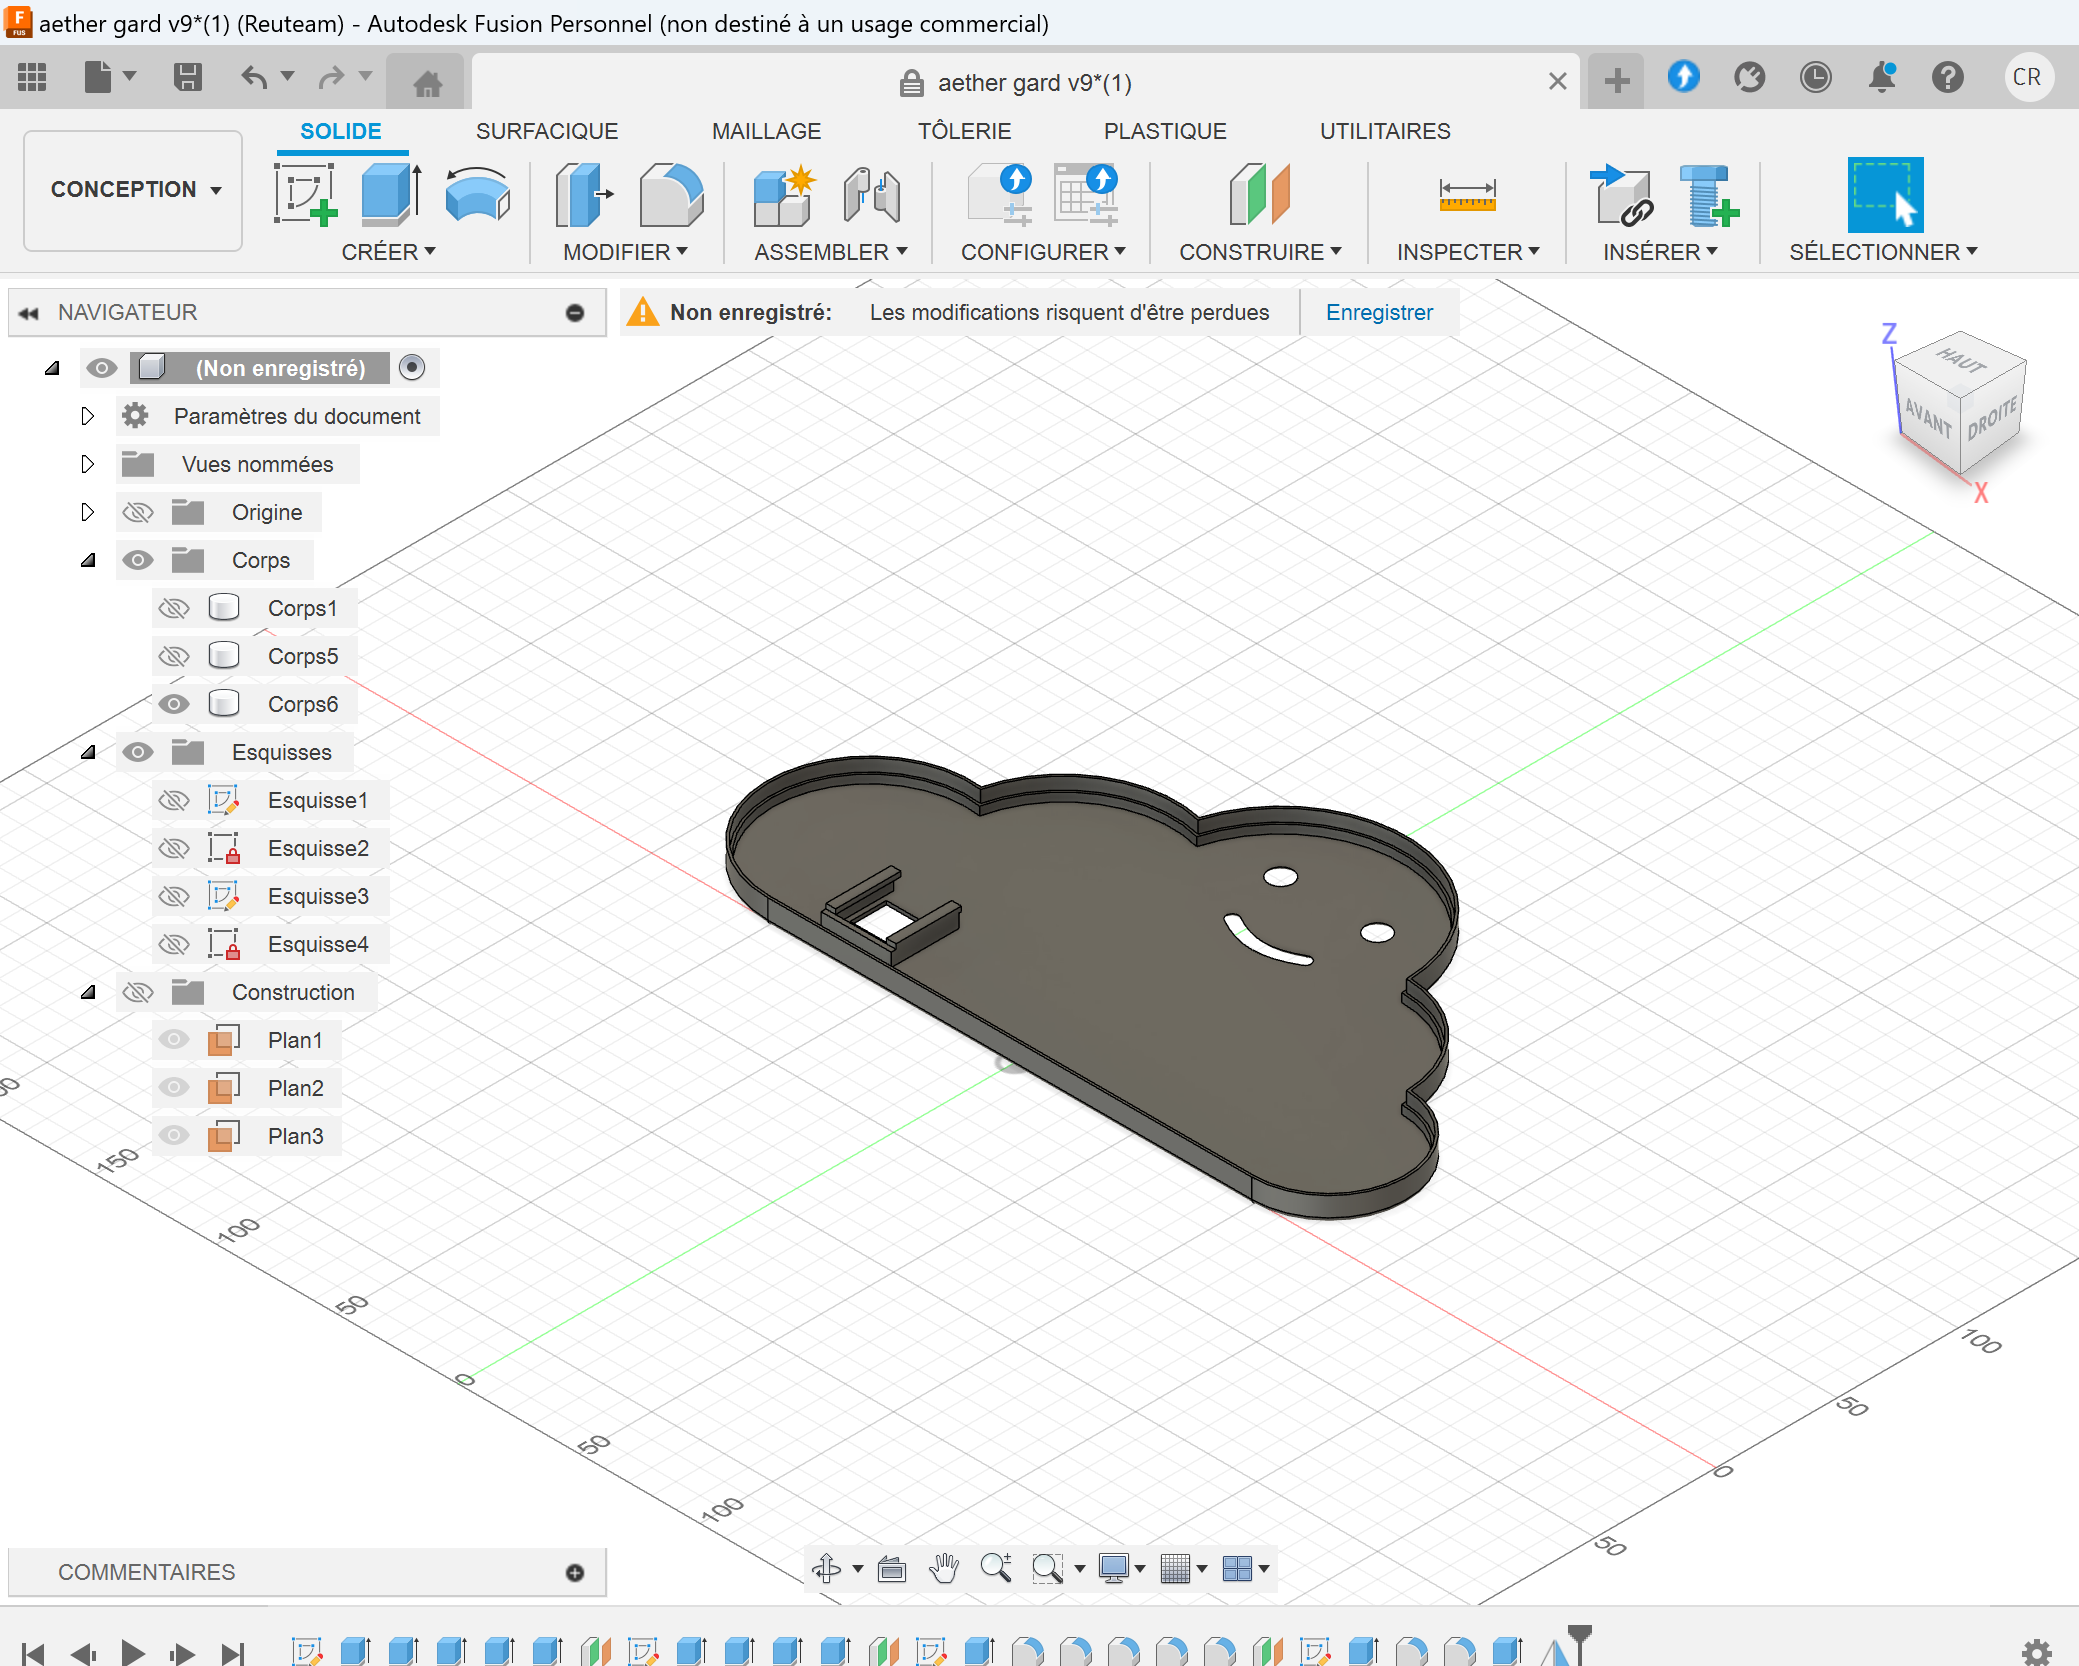 aether gard v9*(1) (Reuteam) - Autodesk Fusion Personnel (non destiné à un usage commercial)
aether gard v9*(1)
CR
SOLIDE SURFACIQUE MAILLAGE TÔLERIE PLASTIQUE UTILITAIRES
CONCEPTION
CRÉER MODIFIER ASSEMBLER CONFIGURER CONSTRUIRE INSPECTER INSÉRER SÉLECTIONNER
NAVIGATEUR
Non enregistré: Les modifications risquent d'être perdues Enregistrer
(Non enregistré)
Paramètres du document
Vues nommées
Origine
Corps
Corps1
Corps5
Corps6
Esquisses
Esquisse1
Esquisse2
Esquisse3
Esquisse4
Construction
Plan1
Plan2
Plan3
Z
HAUT
AVANT
DROITE
X
150
100
50
0
50
100
100
50
0
50
COMMENTAIRES